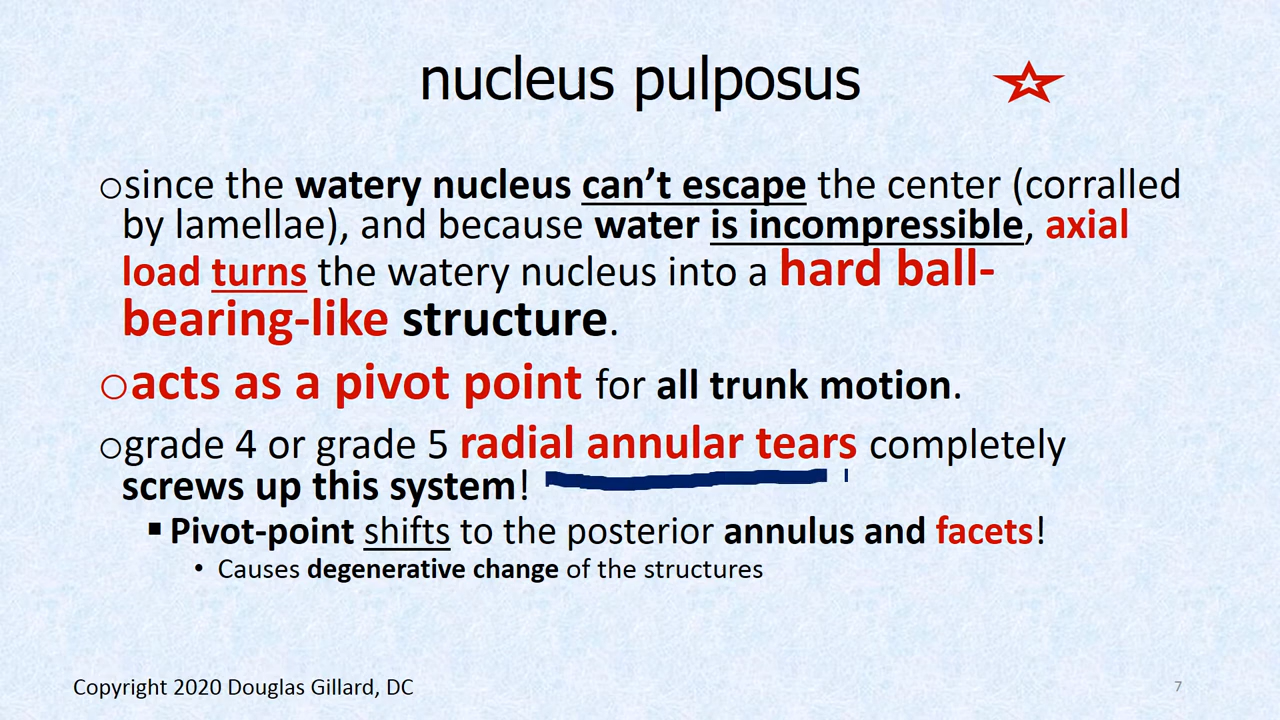 nucleus pulposus
○since the watery nucleus can’t escape the center (corralled
by lamellae), and because water is incompressible, axial
load turns the watery nucleus into a hard ball-
bearing-like structure.
○acts as a pivot point for all trunk motion.
○grade 4 or grade 5 radial annular tears completely
screws up this system!
▪Pivot-point shifts to the posterior annulus and facets!
• Causes degenerative change of the structures
Copyright 2020 Douglas Gillard, DC
7